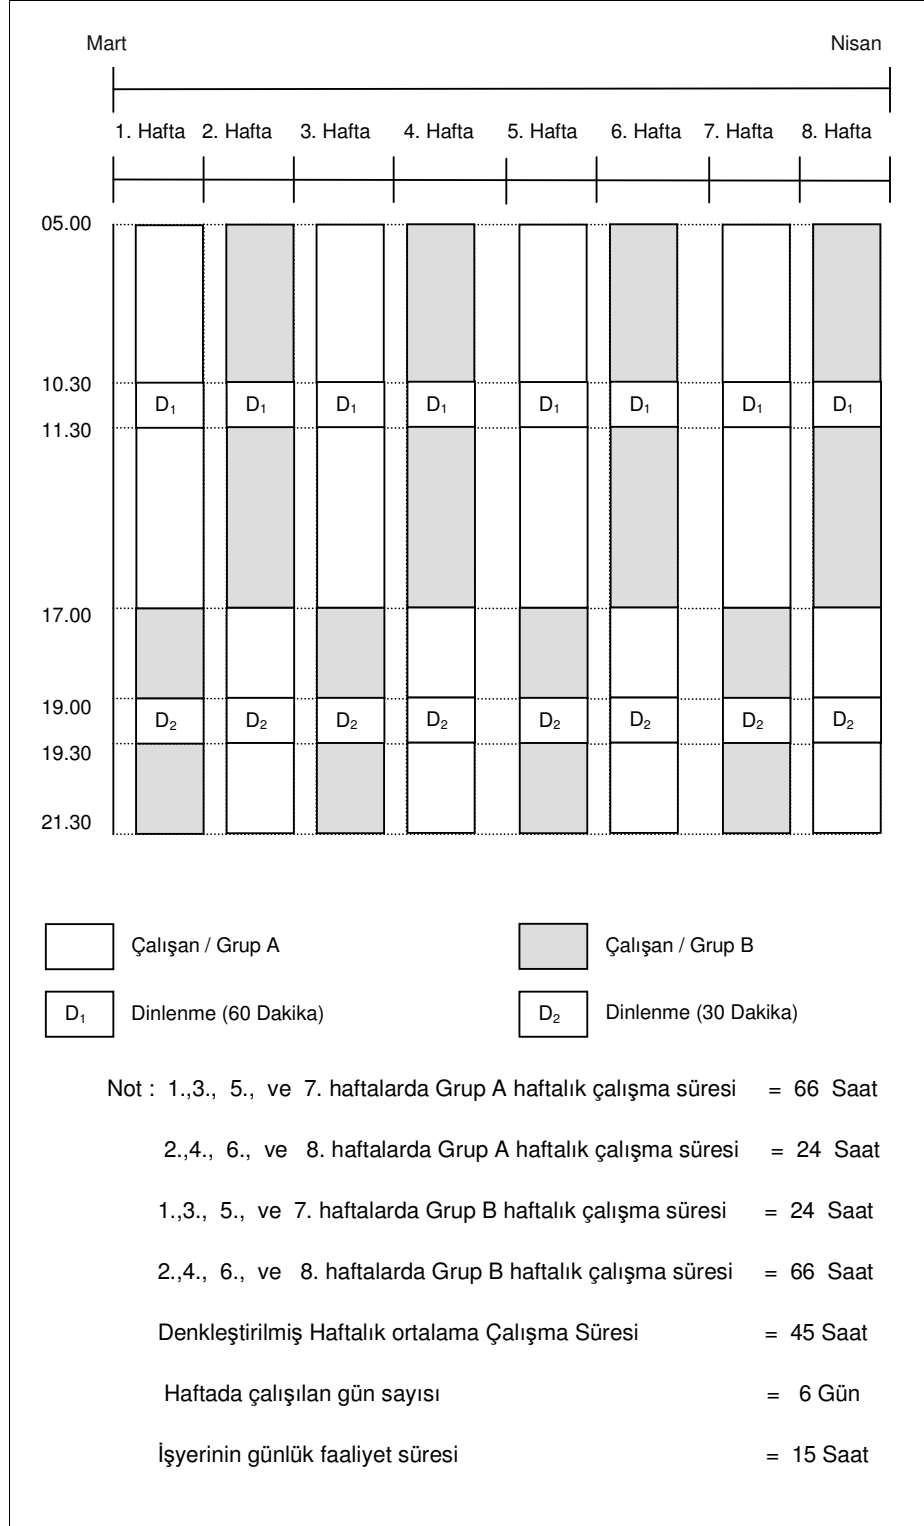 Mart Nisan
1. Hafta 2. Hafta 3. Hafta 4. Hafta 5. Hafta 6. Hafta 7. Hafta 8. Hafta
05.00
10.30
D1 D1 D1 D1 D1 D1 D1 D1
11.30
17.00
19.00
D2 D2 D2 D2 D2 D2 D2 D2
19.30
21.30
Çalışan / Grup A Çalışan / Grup B
D1 Dinlenme (60 Dakika) D2 Dinlenme (30 Dakika)
Not : 1.,3., 5., ve 7. haftalarda Grup A haftalık çalışma süresi = 66 Saat
2.,4., 6., ve 8. haftalarda Grup A haftalık çalışma süresi = 24 Saat
1.,3., 5., ve 7. haftalarda Grup B haftalık çalışma süresi = 24 Saat
2.,4., 6., ve 8. haftalarda Grup B haftalık çalışma süresi = 66 Saat
Denkleştirilmiş Haftalık ortalama Çalışma Süresi = 45 Saat
Haftada çalışılan gün sayısı = 6 Gün
İşyerinin günlük faaliyet süresi = 15 Saat